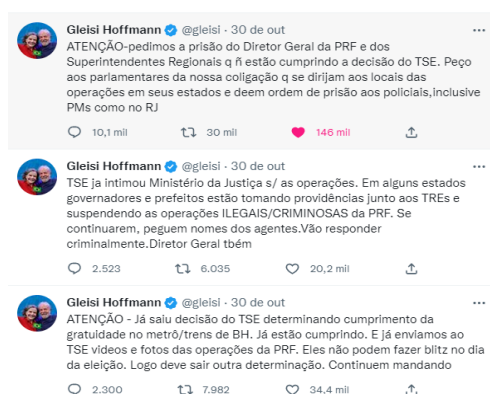 Gleisi Hoffmann @gleisi · 30 de out
ATENÇÃO-pedimos a prisão do Diretor Geral da PRF e dos
Superintendentes Regionais q ñ estão cumprindo a decisão do TSE. Peço
aos parlamentares da nossa coligação q se dirijam aos locais das
operações em seus estados e deem ordem de prisão aos policiais,inclusive
PMs como no RJ
10,1 mil 30 mil 146 mil
Gleisi Hoffmann @gleisi · 30 de out
TSE ja intimou Ministério da Justiça s/ as operações. Em alguns estados
governadores e prefeitos estão tomando providências junto aos TREs e
suspendendo as operações ILEGAIS/CRIMINOSAS da PRF. Se
continuarem, peguem nomes dos agentes.Vão responder
criminalmente.Diretor Geral tbém
2.523 6.035 20,2 mil
Gleisi Hoffmann @gleisi · 30 de out
ATENÇÃO - Já saiu decisão do TSE determinando cumprimento da
gratuidade no metrô/trens de BH. Já estão cumprindo. E já enviamos ao
TSE videos e fotos das operações da PRF. Eles não podem fazer blitz no dia
da eleição. Logo deve sair outra determinação. Continuem mandando
2.300 7.982 34,4 mil